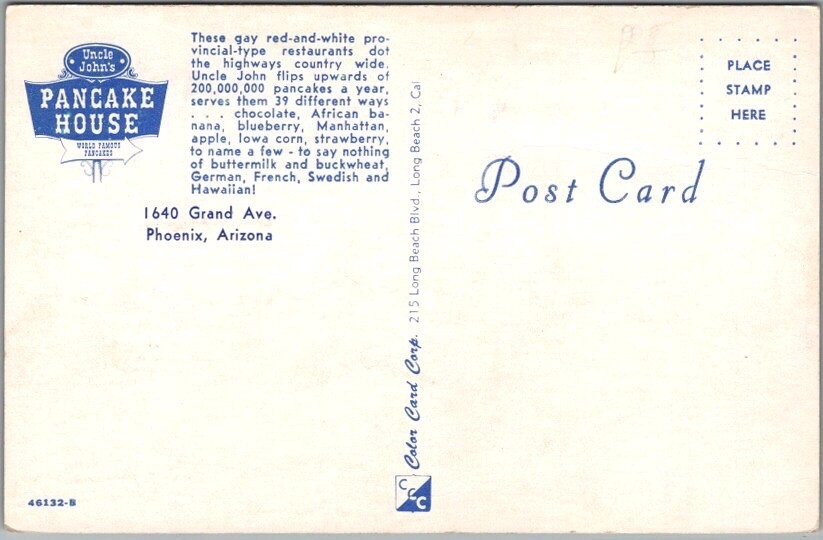 Uncle
John's
PANCAKE
HOUSE
WORLD FAMOUS
PANCAKES
These gay red-and-white pro-
vincial-type restaurants dot
the highways country wide.
Uncle John flips upwards of
200,000,000 pancakes a year,
serves them 39 different ways
. . . chocolate, African ba-
nana, blueberry, Manhattan,
apple, Iowa corn, strawberry,
to name a few - to say nothing
of buttermilk and buckwheat,
German, French, Swedish and
Hawaiian!
1640 Grand Ave.
Phoenix, Arizona
46132-B
Color Card Corp. 215 Long Beach Blvd., Long Beach 2, Cal
CCC
Post Card
PLACE
STAMP
HERE